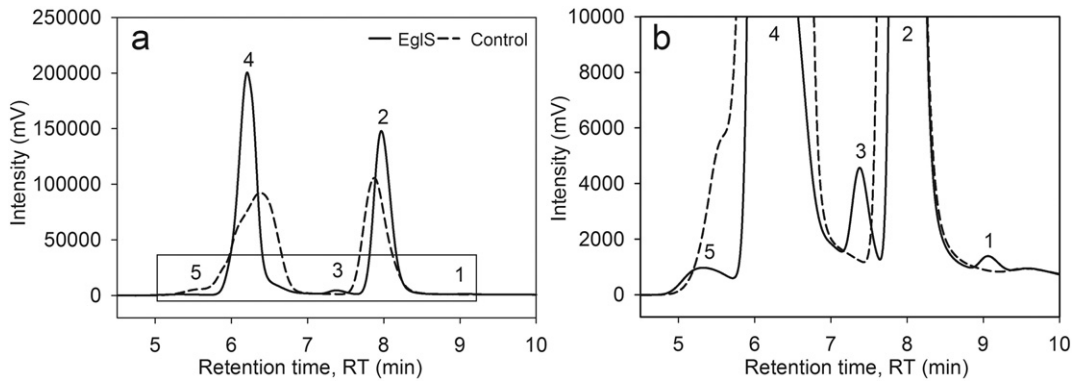 a
EglS Control
Intensity (mV)
250000
200000
150000
100000
50000
0
4
2
5
3
1
5 6 7 8 9 10
Retention time, RT (min)
b
Intensity (mV)
10000
8000
6000
4000
2000
0
4
2
3
5
1
5 6 7 8 9 10
Retention time, RT (min)